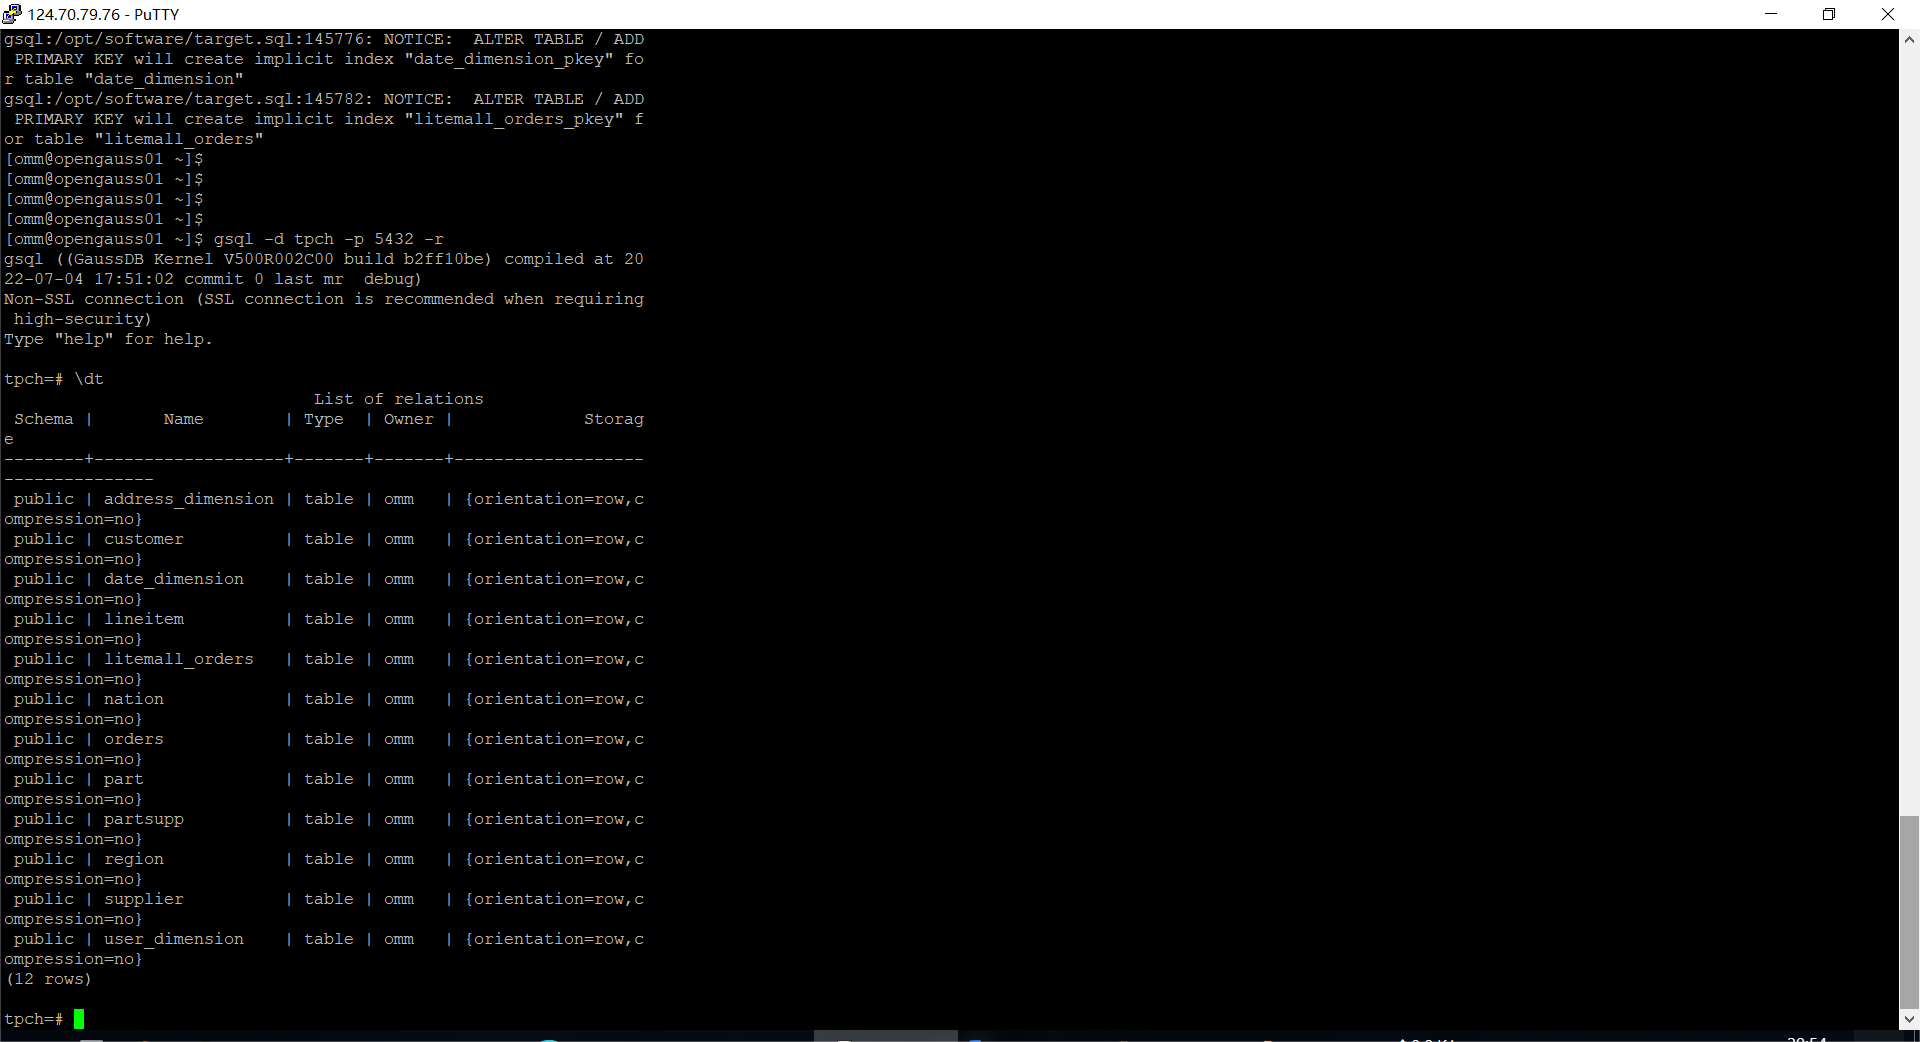 124.70.79.76 - PuTTY
gsql:/opt/software/target.sql:145776: NOTICE:  ALTER TABLE / ADD
 PRIMARY KEY will create implicit index "date_dimension_pkey" fo
r table "date_dimension"
gsql:/opt/software/target.sql:145782: NOTICE:  ALTER TABLE / ADD
 PRIMARY KEY will create implicit index "litemall_orders_pkey" f
or table "litemall_orders"
[omm@opengauss01 ~]$
[omm@opengauss01 ~]$
[omm@opengauss01 ~]$
[omm@opengauss01 ~]$
[omm@opengauss01 ~]$ gsql -d tpch -p 5432 -r
gsql ((GaussDB Kernel V500R002C00 build b2ff10be) compiled at 20
22-07-04 17:51:02 commit 0 last mr  debug)
Non-SSL connection (SSL connection is recommended when requiring
 high-security)
Type "help" for help.
tpch=# \dt
                               List of relations
 Schema |       Name        | Type  | Owner |             Storag
e
--------+-------------------+-------+-------+-------------------
---------------
 public | address_dimension | table | omm   | {orientation=row,c
ompression=no}
 public | customer          | table | omm   | {orientation=row,c
ompression=no}
 public | date_dimension    | table | omm   | {orientation=row,c
ompression=no}
 public | lineitem          | table | omm   | {orientation=row,c
ompression=no}
 public | litemall_orders   | table | omm   | {orientation=row,c
ompression=no}
 public | nation            | table | omm   | {orientation=row,c
ompression=no}
 public | orders            | table | omm   | {orientation=row,c
ompression=no}
 public | part              | table | omm   | {orientation=row,c
ompression=no}
 public | partsupp          | table | omm   | {orientation=row,c
ompression=no}
 public | region            | table | omm   | {orientation=row,c
ompression=no}
 public | supplier          | table | omm   | {orientation=row,c
ompression=no}
 public | user_dimension    | table | omm   | {orientation=row,c
ompression=no}
(12 rows)
tpch=#